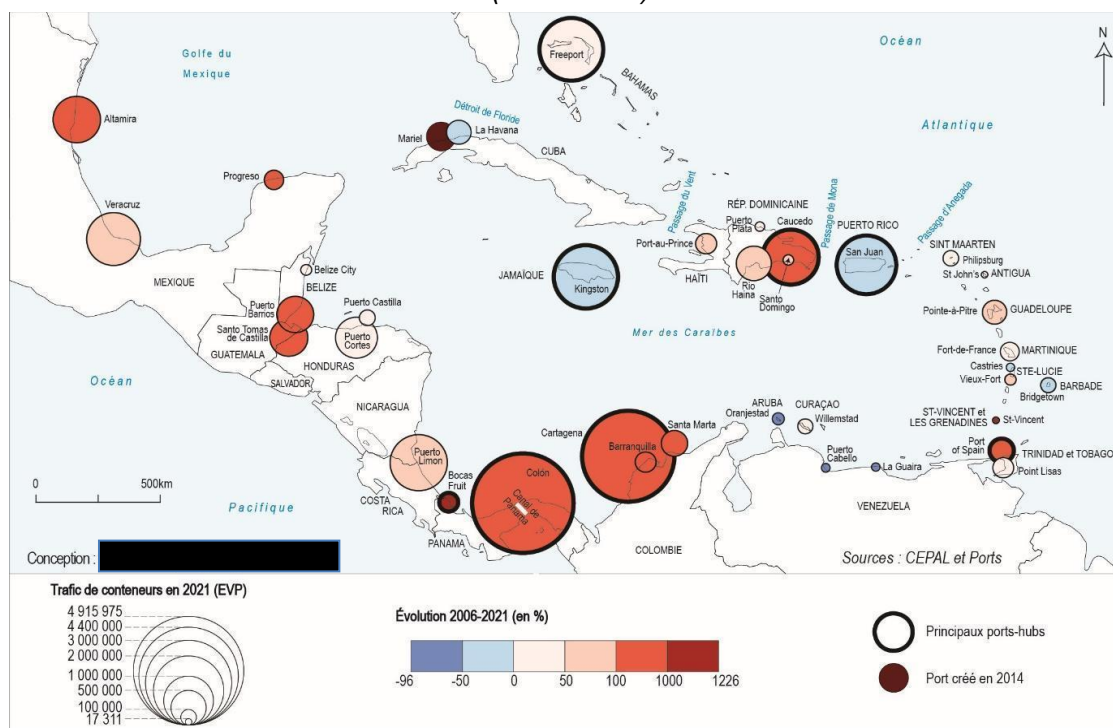 Golfe du
Mexique
Océan
Atlantique
N
Freeport
BAHAMAS
Détroit de Floride
Altamira
Mariel
La Havana
CUBA
Progreso
Veracruz
Passage du Vent
RÉP. DOMINICAINE
Puerto
Plata
Caucedo
Passage de Mona
PUERTO RICO
San Juan
Passage d'Anegada
Port-au-Prince
HAÏTI
Rio
Haina
Santo
Domingo
SINT MAARTEN
Philipsburg
St John's
ANTIGUA
JAMAÏQUE
Kingston
MEXIQUE
Belize City
BELIZE
Puerto
Barrios
Puerto Castilla
Santo Tomas
de Castilla
Puerto
Cortes
GUATEMALA
HONDURAS
SALVADOR
NICARAGUA
Mer des Caraïbes
Pointe-à-Pitre
GUADELOUPE
Fort-de-France
MARTINIQUE
Castries
STE-LUCIE
Vieux-Fort
BARBADE
Bridgetown
Océan
Pacifique
ARUBA
Oranjestad
CURAÇAO
Willemstad
ST-VINCENT et
LES GRENADINES
St-Vincent
Cartagena
Santa Marta
Barranquilla
Port
of Spain
TRINIDAD et TOBAGO
Point Lisas
Puerto
Cabello
La Guaira
Puerto
Limon
Bocas
Fruit
Colón
Canal de
Panama
COSTA
RICA
PANAMA
COLOMBIE
VENEZUELA
0 500km
Conception :
Sources : CEPAL et Ports
Trafic de conteneurs en 2021 (EVP)
4 915 975
4 400 000
3 000 000
2 000 000
1 000 000
500 000
100 000
17 311
Évolution 2006-2021 (en %)
-96 -50 0 50 100 1000 1226
Principaux ports-hubs
Port créé en 2014